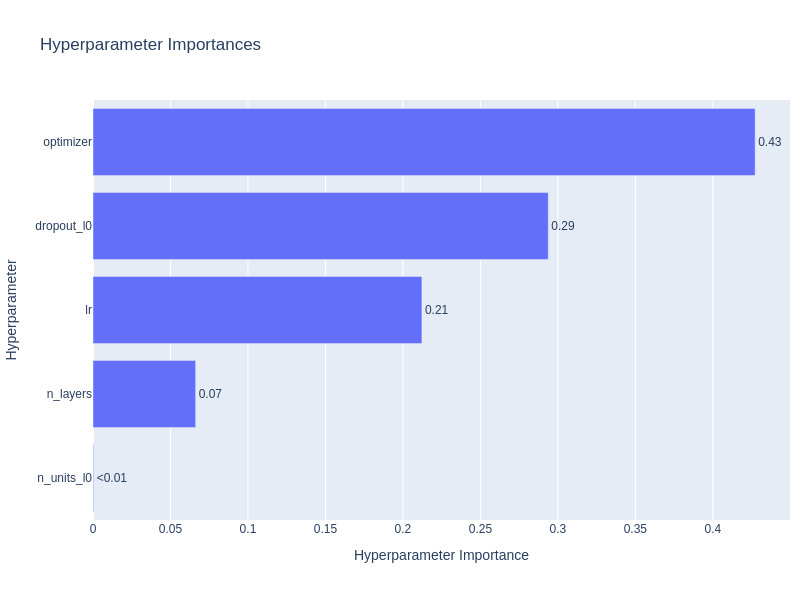 Hyperparameter Importances
Hyperparameter
optimizer
0.43
dropout_l0
0.29
lr
0.21
n_layers
0.07
n_units_l0
<0.01
0
0.05
0.1
0.15
0.2
0.25
0.3
0.35
0.4
Hyperparameter Importance